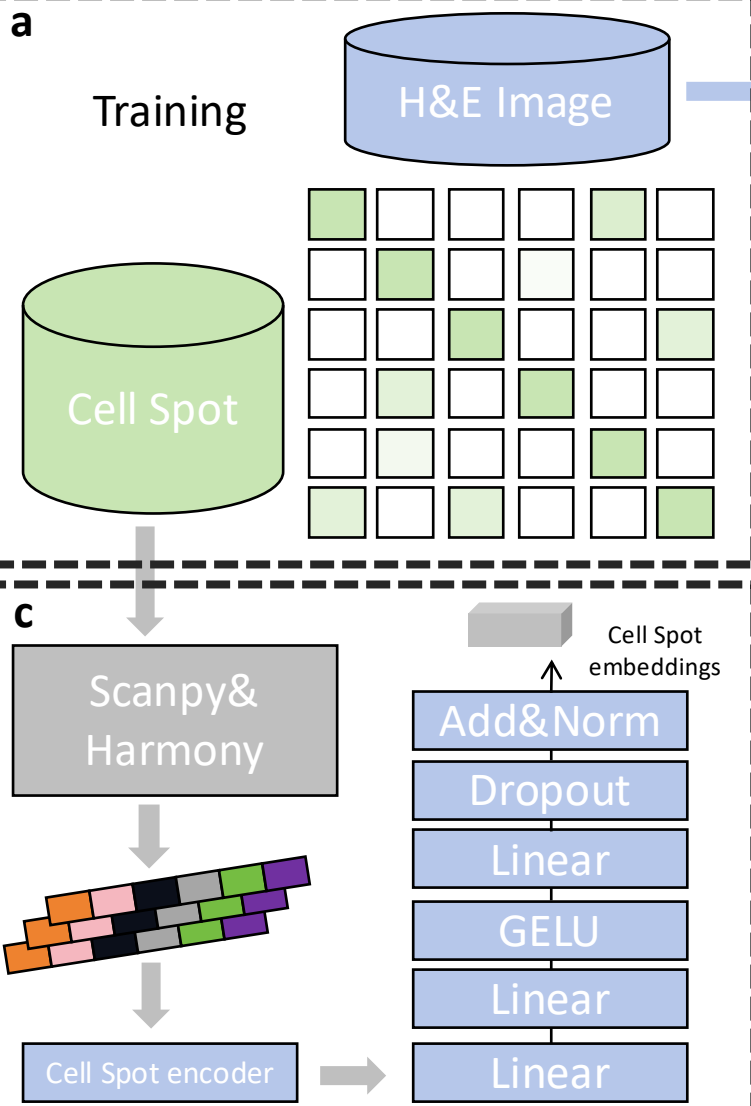 a
H&E Image
Training
Cell Spot
c
Scanpy&
Harmony
Cell Spot
embeddings
Add&Norm
Dropout
Linear
GELU
Linear
Linear
Cell Spot encoder